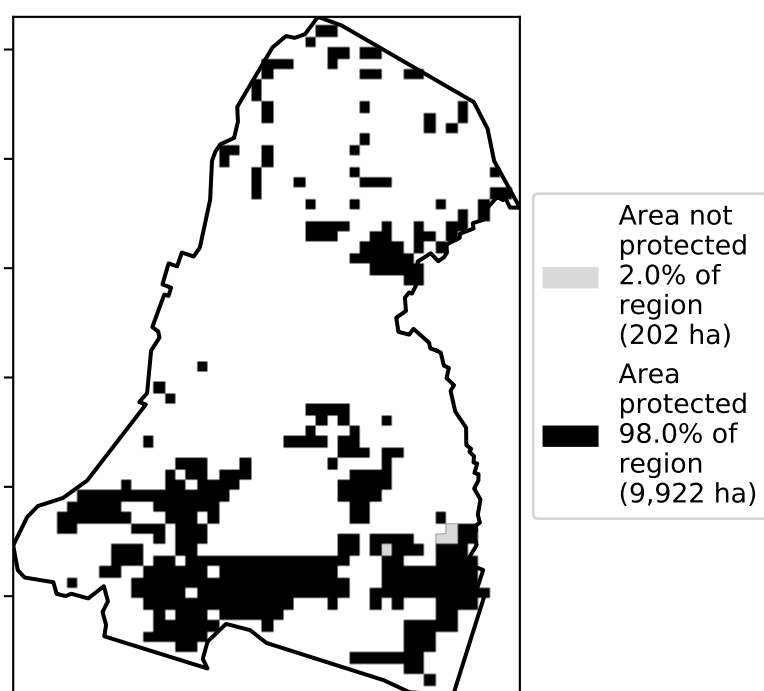 Area not
protected
2.0% of
region
(202 ha)
Area
protected
98.0% of
region
(9,922 ha)